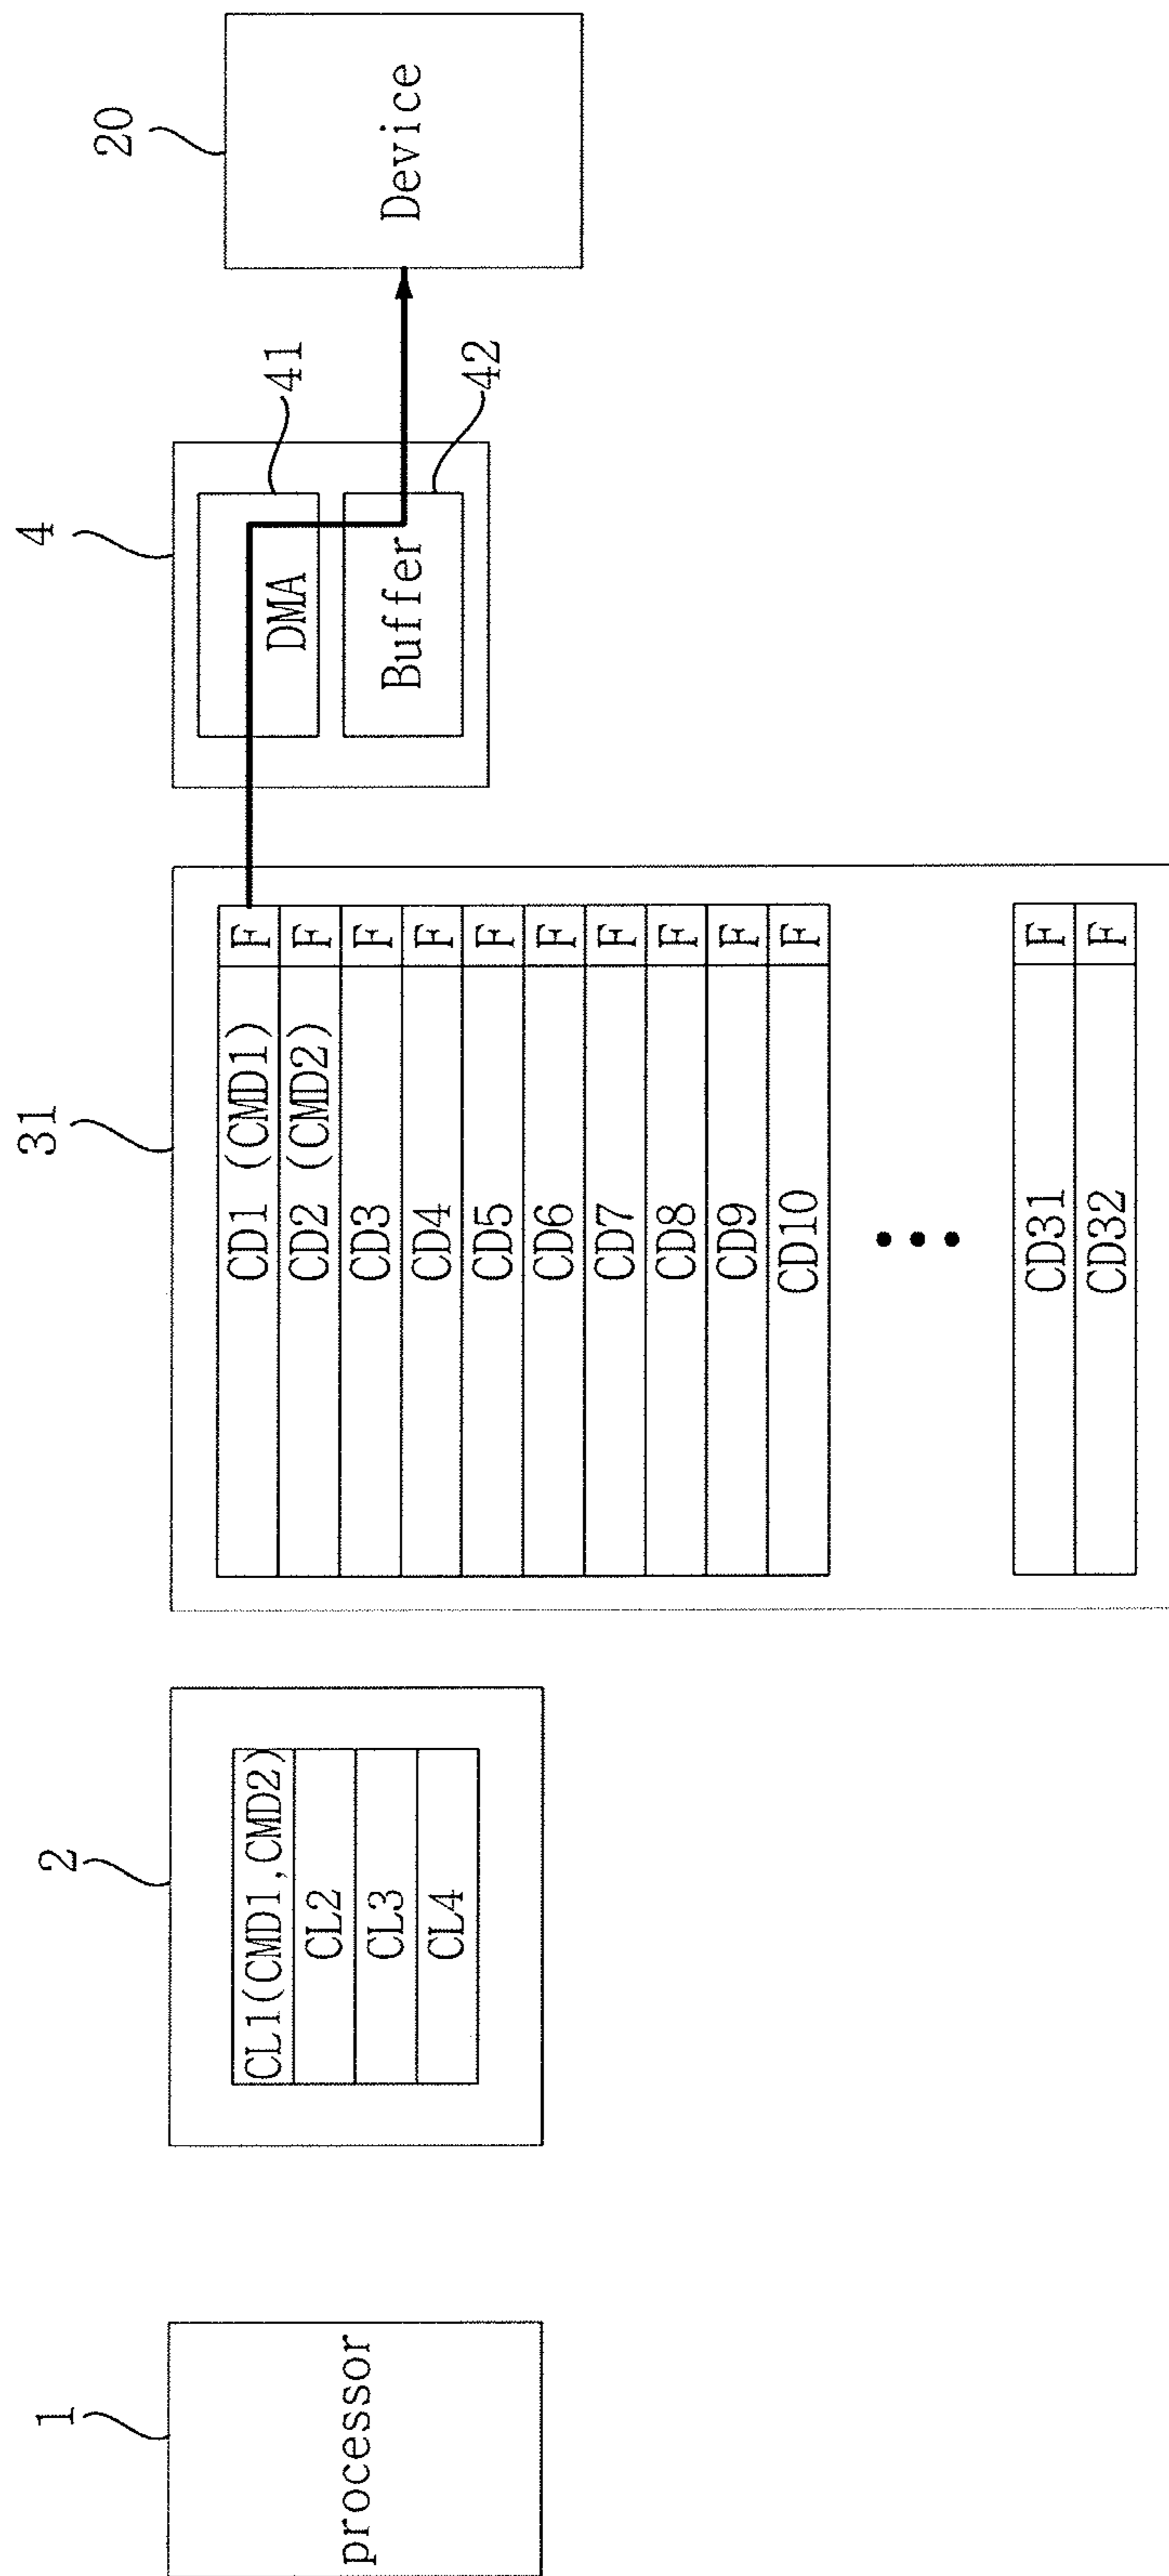 1
processor
2
CL1(CMD1,CMD2)
CL2
CL3
CL4
31
CD1 (CMD1) F
CD2 (CMD2) F
CD3 F
CD4 F
CD5 F
CD6 F
CD7 F
CD8 F
CD9 F
CD10 F
CD31 F
CD32 F
4
41
DMA
Buffer
42
20
Device